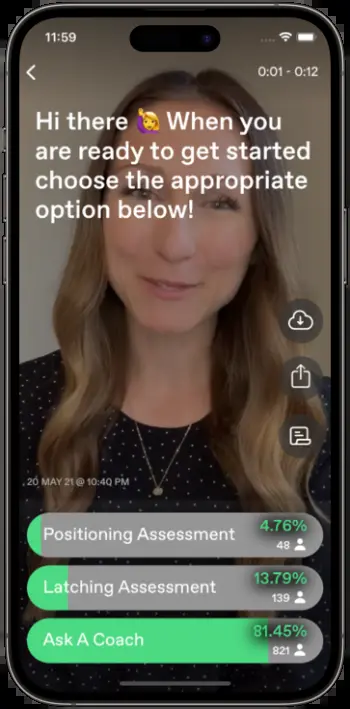 11:59
0:01 - 0:12
Hi there 🙋‍♀️ When you
are ready to get started
choose the appropriate
option below!
20 MAY 21 @ 10:40 PM
Positioning Assessment 4.76%
48
Latching Assessment 13.79%
139
Ask A Coach 81.45%
821